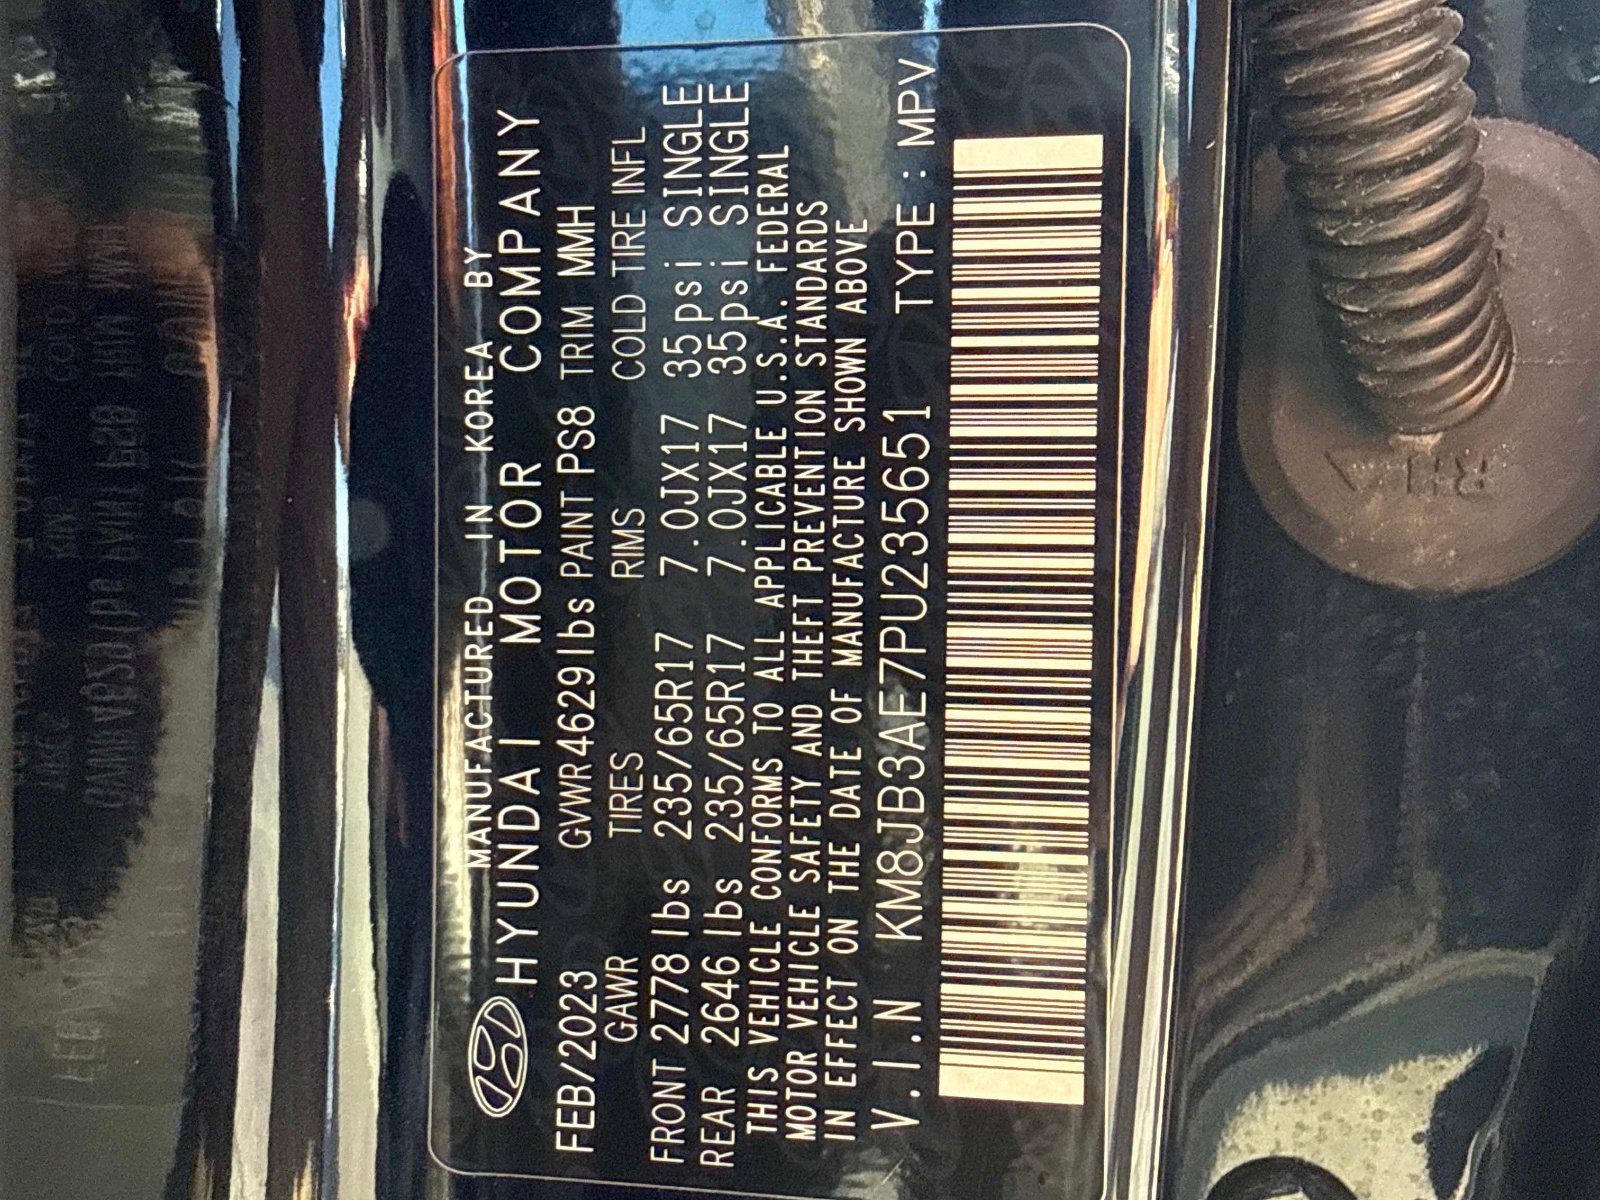 MANUFACTURED IN KOREA BY
HYUNDAI MOTOR COMPANY
FEB/2023 GVWR 4629lbs PAINT PS8 TRIM MMH
GAWR TIRES RIMS COLD TIRE INFL
FRONT 2778 lbs 235/65R17 7.0JX17 35psi SINGLE
REAR 2646 lbs 235/65R17 7.0JX17 35psi SINGLE
THIS VEHICLE CONFORMS TO ALL APPLICABLE U.S.A. FEDERAL
MOTOR VEHICLE SAFETY AND THEFT PREVENTION STANDARDS
IN EFFECT ON THE DATE OF MANUFACTURE SHOWN ABOVE
V.I.N KM8JB3AE7PU235651 TYPE : MPV